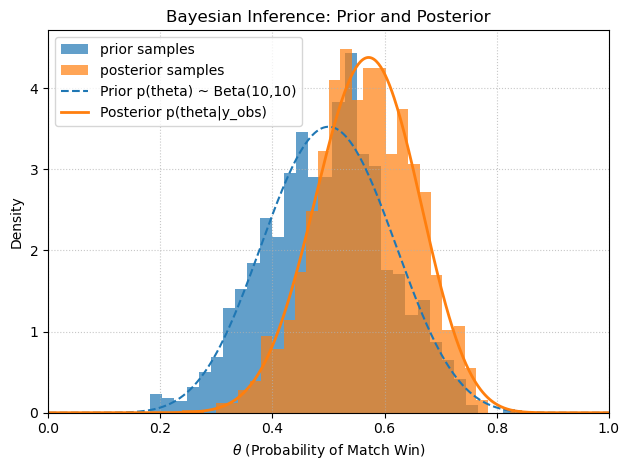 Bayesian Inference: Prior and Posterior
prior samples
posterior samples
Prior p(theta) ~ Beta(10,10)
Posterior p(theta|y_obs)
Density
4
3
2
1
0
0.0 0.2 0.4 0.6 0.8 1.0
θ (Probability of Match Win)